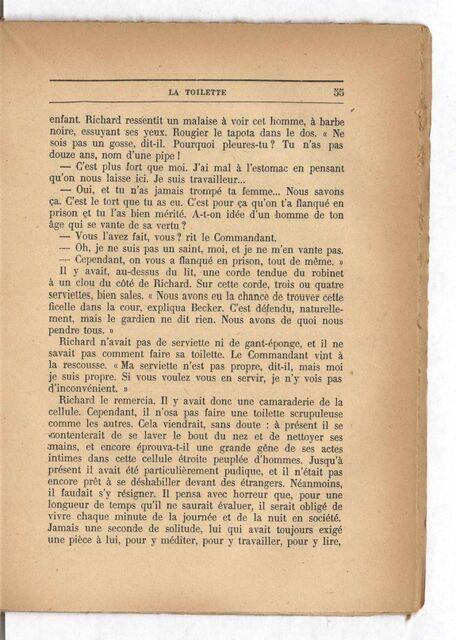 LA TOILETTE 55
enfant. Richard ressentit un malaise à voir cet homme, à barbe
noire, essuyant ses yeux. Rougier le tapota dans le dos. « Ne
sois pas un gosse, dit-il. Pourquoi pleures-tu? Tu n'as pas
douze ans, nom d'une pipe !
— C'est plus fort que moi. J'ai mal à l'estomac en pensant
qu'on nous laisse ici. Je suis travailleur...
— Oui, et tu n'as jamais trompé ta femme... Nous savons
ça. C'est le tort que tu as eu. C'est pour ça qu'on t'a flanqué en
prison et tu l'as bien mérité. A-t-on idée d'un homme de ton
âge qui se vante de sa vertu ?
— Vous l'avez fait, vous? rit le Commandant.
— Oh, je ne suis pas un saint, moi, et je ne m'en vante pas.
— Cependant, on vous a flanqué en prison, tout de même. »
Il y avait, au-dessus du lit, une corde tendue du robinet
à un clou du côté de Richard. Sur cette corde, trois ou quatre
serviettes, bien sales. « Nous avons eu la chance de trouver cette
ficelle dans la cour, expliqua Becker. C'est défendu, naturelle-
ment, mais le gardien ne dit rien. Nous avons de quoi nous
pendre tous. »
Richard n'avait pas de serviette ni de gant-éponge, et il ne
savait pas comment faire sa toilette. Le Commandant vint à
la rescousse. « Ma serviette n'est pas propre, dit-il, mais moi
je suis propre. Si vous voulez vous en servir, je n'y vois pas
d'inconvénient. »
Richard le remercia. Il y avait donc une camaraderie de la
cellule. Cependant, il n'osa pas faire une toilette scrupuleuse
comme les autres. Cela viendrait, sans doute : à présent il se
contenterait de se laver le bout du nez et de nettoyer ses
mains, et encore éprouva-t-il une grande gêne de ses actes
intimes dans cette cellule étroite peuplée d'hommes. Jusqu'à
présent il avait été particulièrement pudique, et il n'était pas
encore prêt à se déshabiller devant des étrangers. Néanmoins,
il faudait s'y résigner. Il pensa avec horreur que, pour une
longueur de temps qu'il ne saurait évaluer, il serait obligé de
vivre chaque minute de la journée et de la nuit en société.
Jamais une seconde de solitude, lui qui avait toujours exigé
une pièce à lui, pour y méditer, pour y travailler, pour y lire,